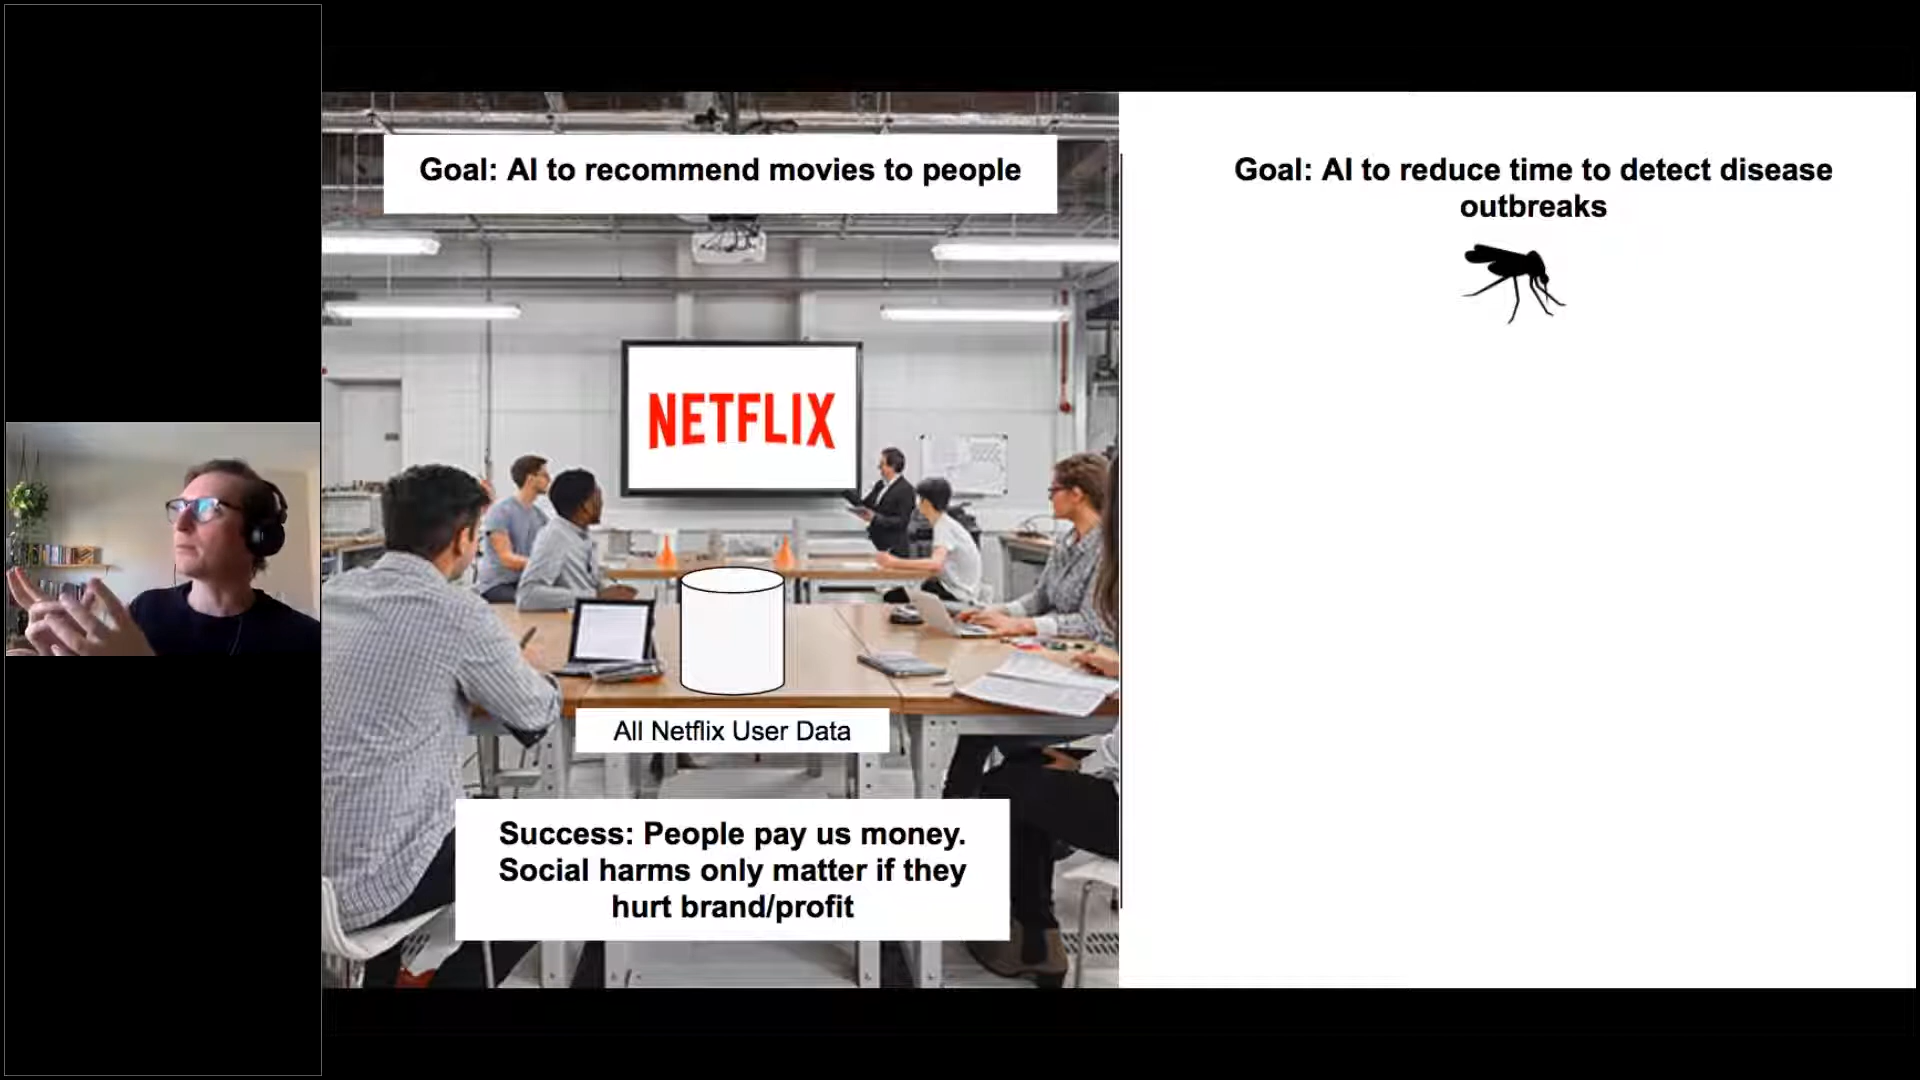 Goal: AI to recommend movies to people
NETFLIX
All Netflix User Data
Success: People pay us money.
Social harms only matter if they
hurt brand/profit
Goal: AI to reduce time to detect disease
outbreaks